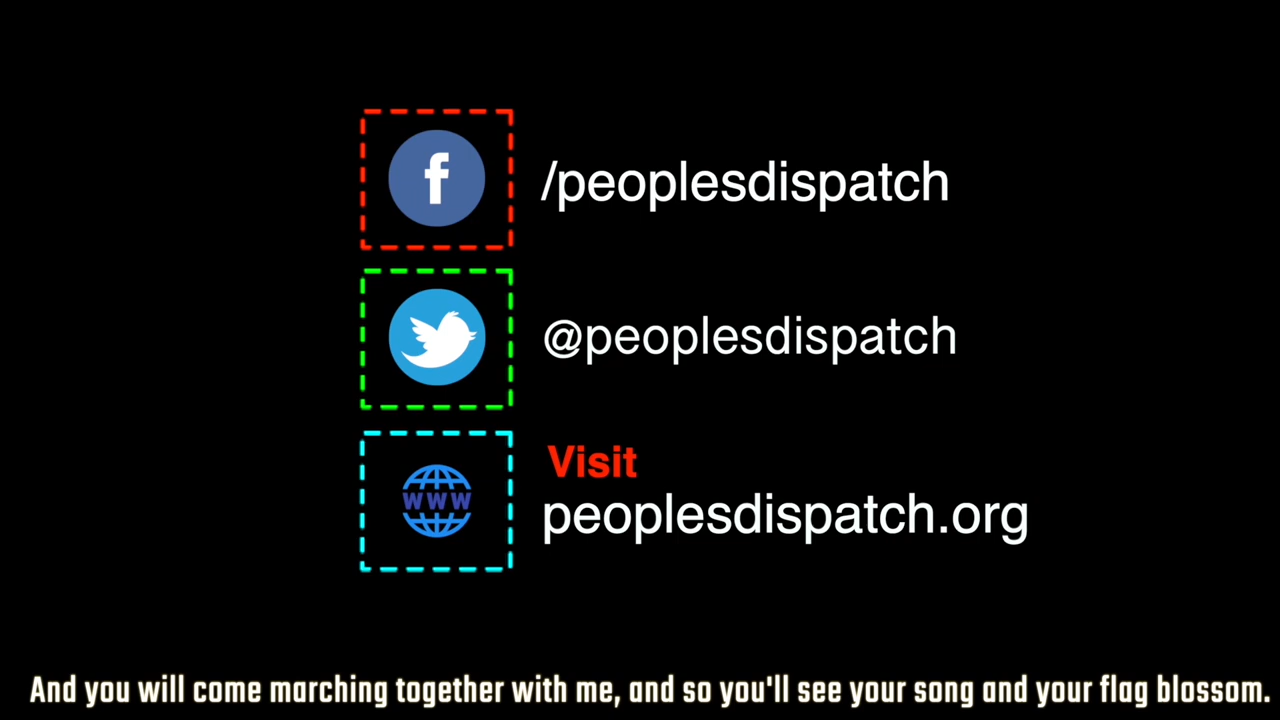 f
/peoplesdispatch
@peoplesdispatch
Visit
www
peoplesdispatch.org
And you will come marching together with me, and so you'll see your song and your flag blossom.